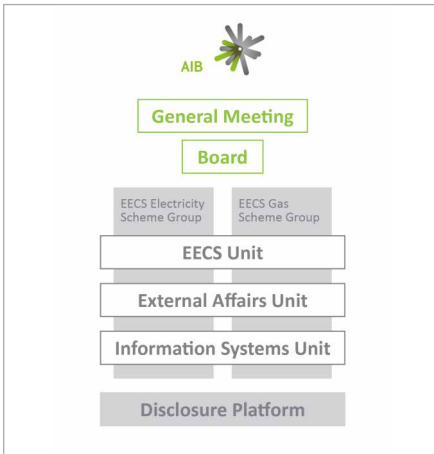 AIB
General Meeting
Board
EECS Electricity
Scheme Group
EECS Gas
Scheme Group
EECS Unit
External Affairs Unit
Information Systems Unit
Disclosure Platform